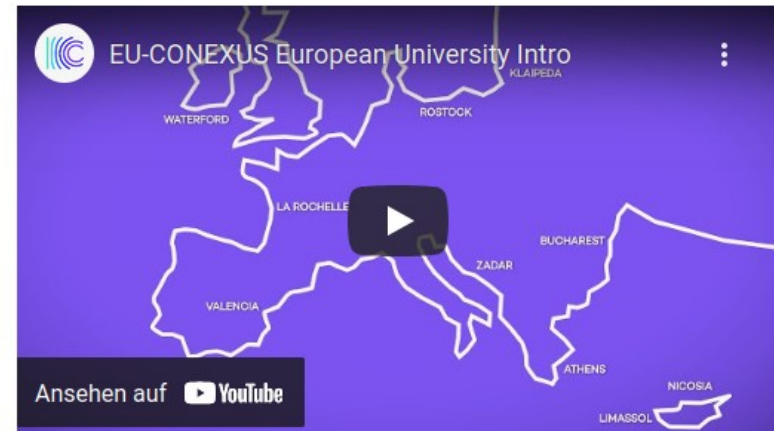 EU-CONEXUS European University Intro
KLAIPEDA
WATERFORD
ROSTOCK
LA ROCHELLE
BUCHAREST
ZADAR
VALENCIA
ATHENS
NICOSIA
LIMASSOL
Ansehen auf YouTube